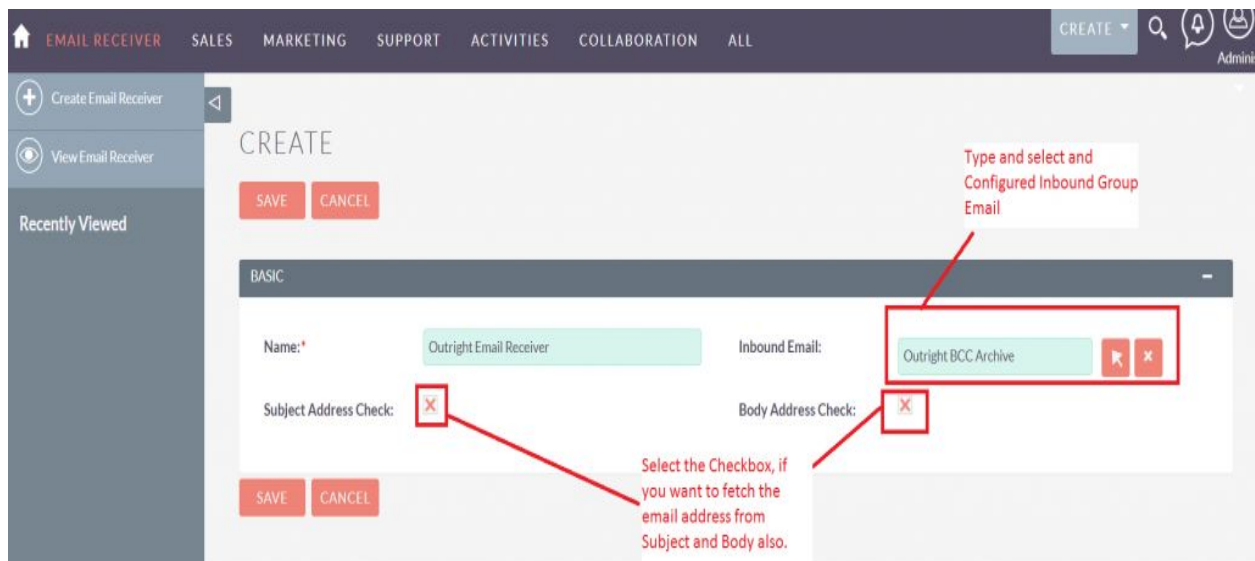 EMAIL RECEIVER SALES MARKETING SUPPORT ACTIVITIES COLLABORATION ALL CREATE
Adminis
Create Email Receiver
View Email Receiver
Recently Viewed
CREATE
SAVE CANCEL
Type and select and
Configured Inbound Group
Email
BASIC
Name:* Outright Email Receiver Inbound Email: Outright BCC Archive
Subject Address Check: Body Address Check:
Select the Checkbox, if
you want to fetch the
email address from
Subject and Body also.
SAVE CANCEL